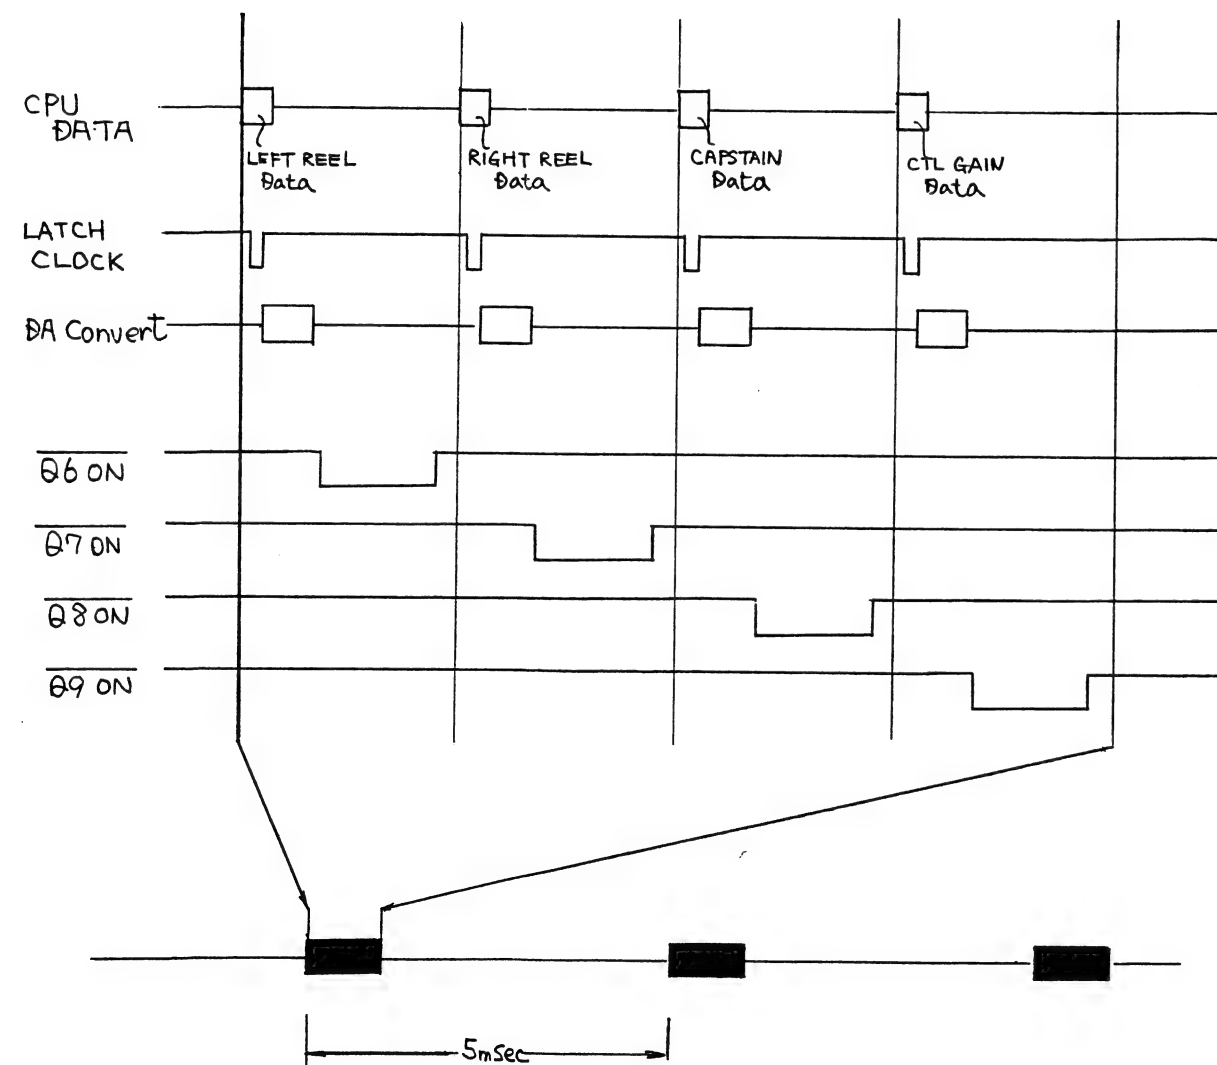 CPU
DATA
LEFT REEL
Data
RIGHT REEL
Data
CAPSTAIN
Data
CTL GAIN
Data
LATCH
CLOCK
DA Convert
Q6 ON
Q7 ON
Q8 ON
Q9 ON
5msec